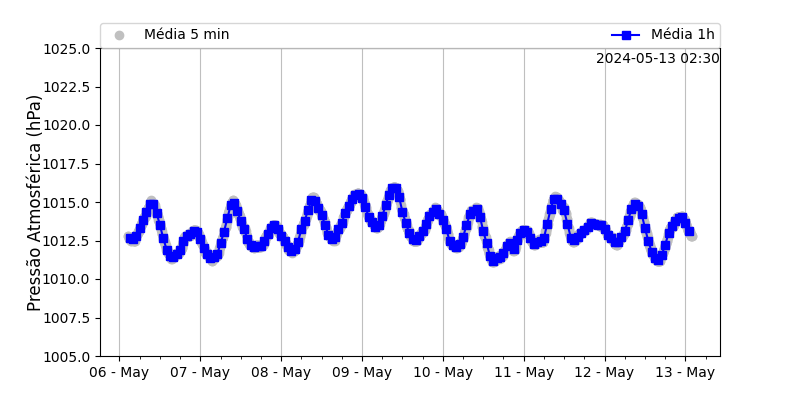 Média 5 min
Média 1h
2024-05-13 02:30
Pressão Atmosférica (hPa)
1025.0
1022.5
1020.0
1017.5
1015.0
1012.5
1010.0
1007.5
1005.0
06 - May
07 - May
08 - May
09 - May
10 - May
11 - May
12 - May
13 - May